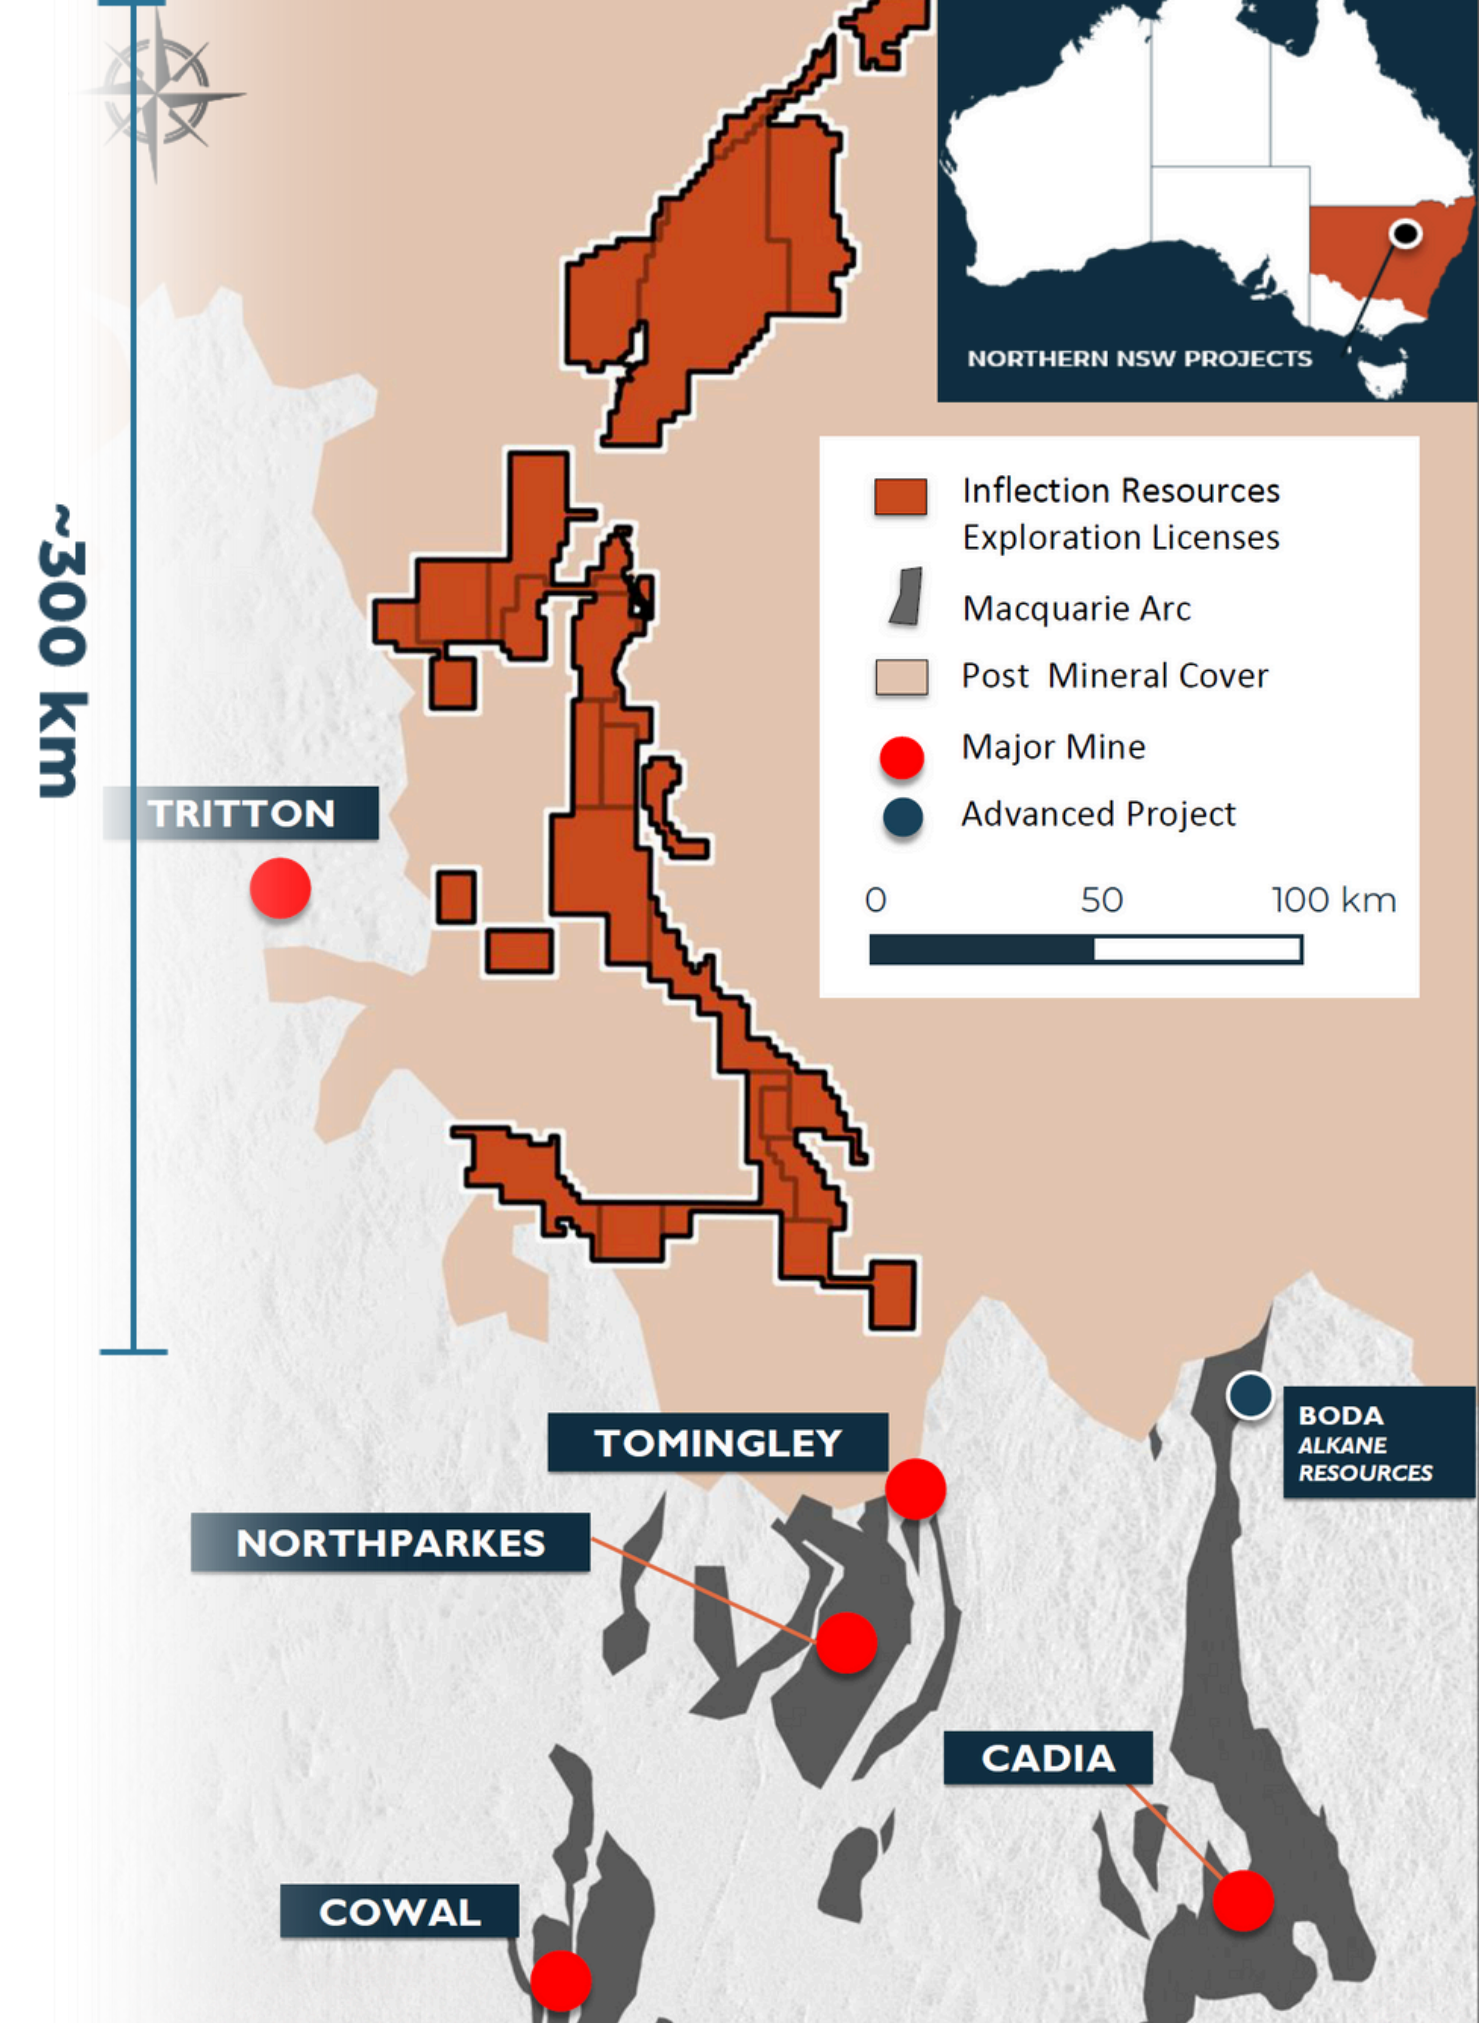 NORTHERN NSW PROJECTS
Inflection Resources
Exploration Licenses
Macquarie Arc
Post Mineral Cover
Major Mine
Advanced Project
0 50 100 km
~300 km
TRITTON
BODA
ALKANE
RESOURCES
TOMINGLEY
NORTHPARKES
CADIA
COWAL